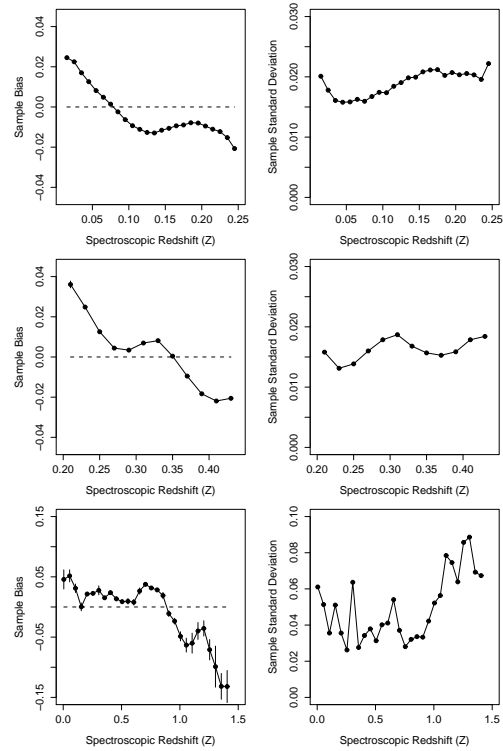 0.04
0.02
0.00
−0.02
−0.04
Sample Bias
0.05 0.10 0.15 0.20 0.25
Spectroscopic Redshift (Z)
0.030
0.020
0.010
0.000
Sample Standard Deviation
0.05 0.10 0.15 0.20 0.25
Spectroscopic Redshift (Z)
0.04
0.02
0.00
−0.02
−0.04
Sample Bias
0.20 0.25 0.30 0.35 0.40
Spectroscopic Redshift (Z)
0.030
0.020
0.010
0.000
Sample Standard Deviation
0.20 0.25 0.30 0.35 0.40
Spectroscopic Redshift (Z)
0.15
0.05
−0.05
−0.15
Sample Bias
0.0 0.5 1.0 1.5
Spectroscopic Redshift (Z)
0.10
0.08
0.06
0.04
0.02
0.00
Sample Standard Deviation
0.0 0.5 1.0 1.5
Spectroscopic Redshift (Z)